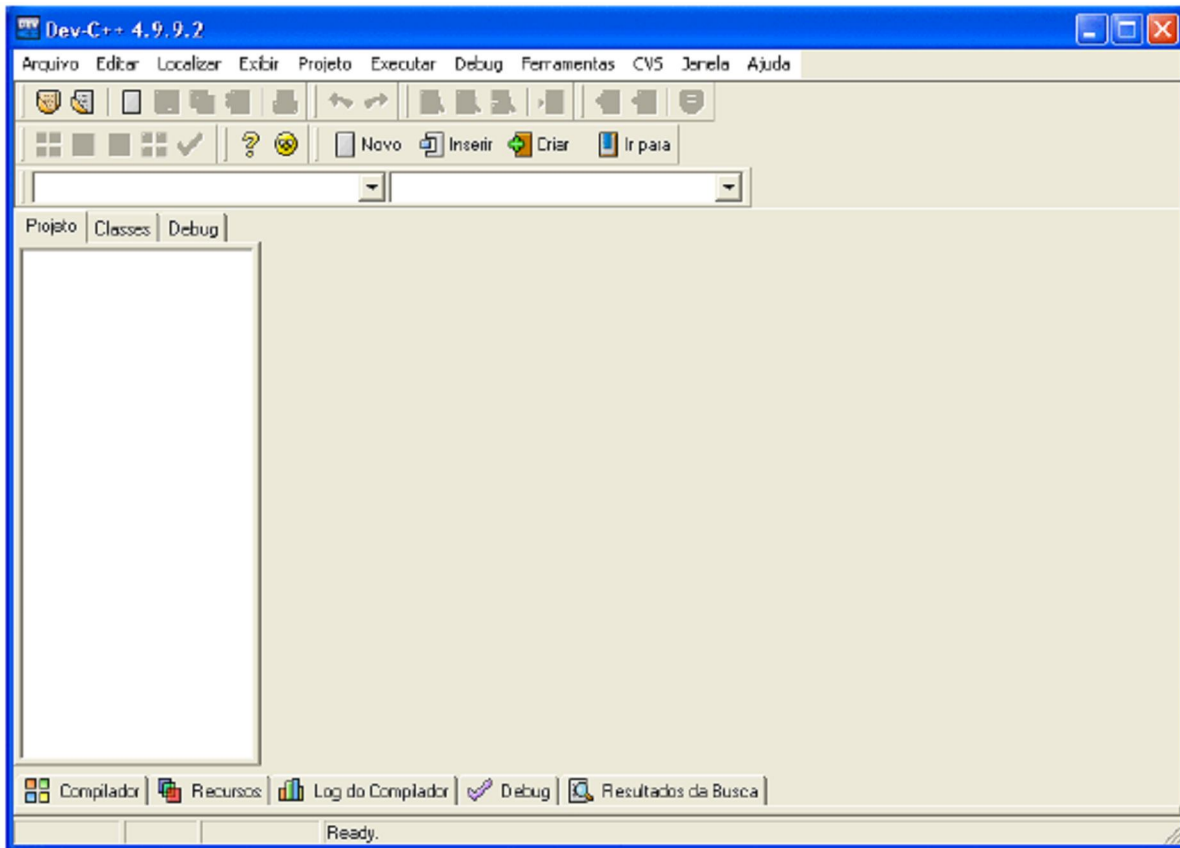 Dev-C++ 4.9.9.2
Arquivo Editar Localizar Exibir Projeto Executar Debug Ferramentas CVS Janela Ajuda
Novo Inserir Criar Ir para
Projeto Classes Debug
Compilador Recursos Log do Compilador Debug Resultados da Busca
Ready.